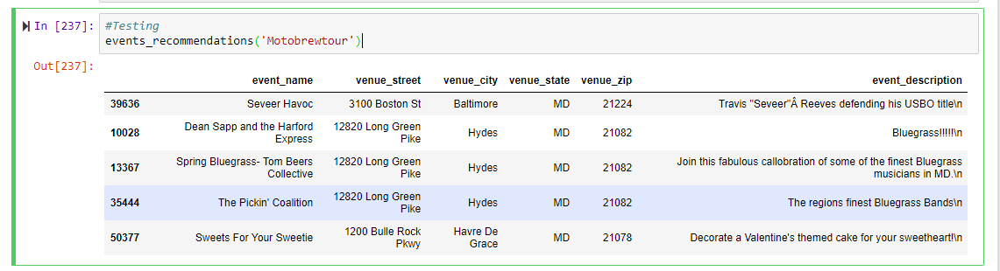 In [237]:
#Testing
events_recommendations('Motobrewtour')
Out[237]:
event_name venue_street venue_city venue_state venue_zip event_description
39636 Seveer Havoc 3100 Boston St Baltimore MD 21224 Travis "Seveer"Â Reeves defending his USBO title\n
10028 Dean Sapp and the Harford Express 12820 Long Green Pike Hydes MD 21082 Bluegrass!!!!!\n
13367 Spring Bluegrass- Tom Beers Collective 12820 Long Green Pike Hydes MD 21082 Join this fabulous callobration of some of the finest Bluegrass musicians in MD.\n
35444 The Pickin' Coalition 12820 Long Green Pike Hydes MD 21082 The regions finest Bluegrass Bands\n
50377 Sweets For Your Sweetie 1200 Bulle Rock Pkwy Havre De Grace MD 21078 Decorate a Valentine's themed cake for your sweetheart!\n